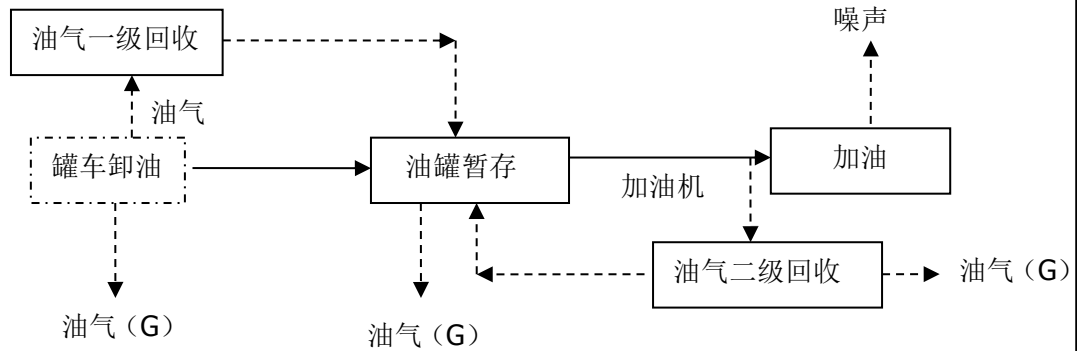 噪声
油气一级回收
油气
罐车卸油
油罐暂存
加油
加油机
油气二级回收
油气（G）
油气（G）
油气（G）